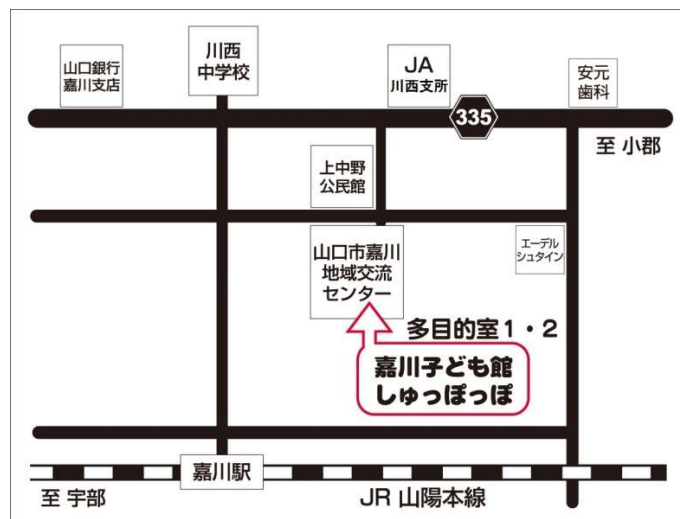 山口銀行
嘉川支店
川西
中学校
JA
川西支所
安元
歯科
335
至 小郡
上中野
公民館
山口市嘉川
地域交流
センター
エーデル
シュタイン
多目的室1・2
嘉川子ども館
しゅっぽっぽ
嘉川駅
至 宇部
JR 山陽本線